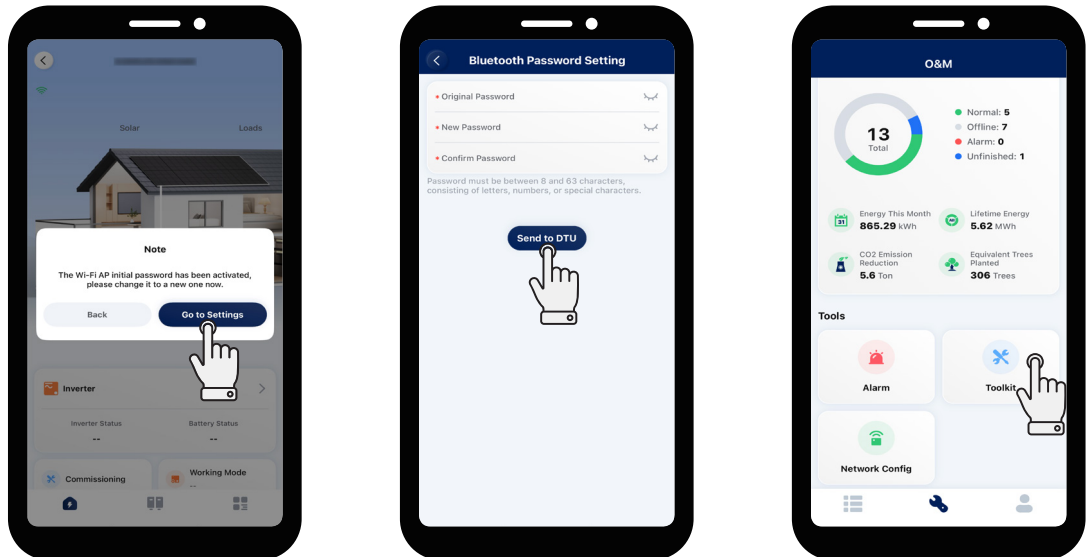 Solar
Loads
Note
The Wi-Fi AP initial password has been activated,
please change it to a new one now.
Back
Go to Settings
Inverter
Inverter Status
Battery Status
--
--
Commissioning
Working Mode
--
Bluetooth Password Setting
• Original Password
• New Password
• Confirm Password
Password must be between 8 and 63 characters,
consisting of letters, numbers, or special characters.
Send to DTU
O&M
13
Total
Normal: 5
Offline: 7
Alarm: 0
Unfinished: 1
31
Energy This Month
865.29 kWh
Lifetime Energy
5.62 MWh
CO2 Emission
Reduction
5.6 Ton
Equivalent Trees
Planted
306 Trees
Tools
Alarm
Toolkit
Network Config